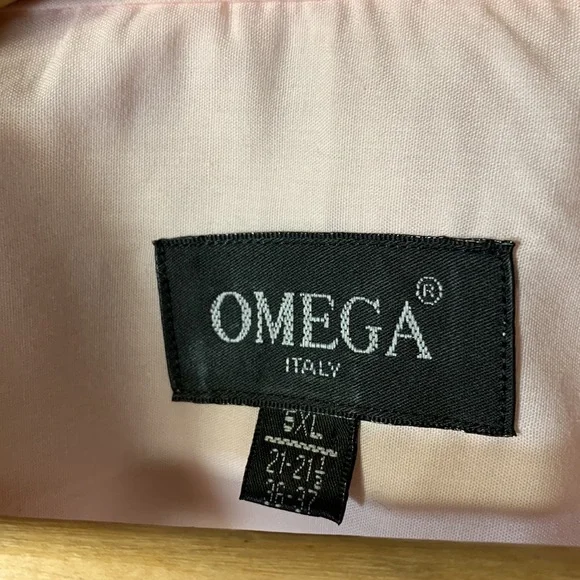 OMEGA®
ITALY
5XL
21-21½
36-37